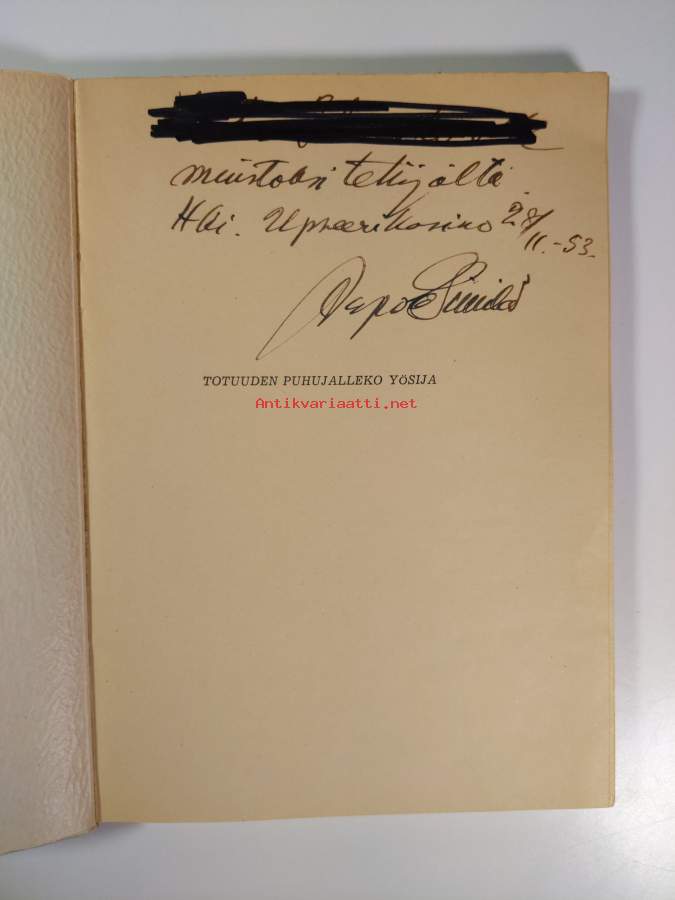 muistoksi tekijältä.
Hki. Upseerikasino 28/
11.-53.
TOTUUDEN PUHUJALLEKO YÖSIJA
Antikvariaatti.net